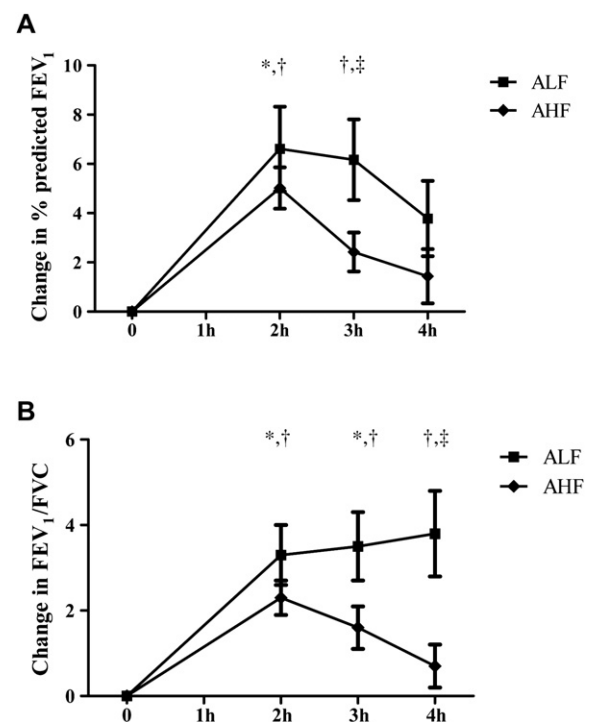 A
Change in % predicted FEV₁
10
8
6
4
2
0
*,†
†,‡
ALF
AHF
0 1h 2h 3h 4h
B
Change in FEV₁/FVC
6
4
2
0
*,†
*,†
†,‡
ALF
AHF
0 1h 2h 3h 4h